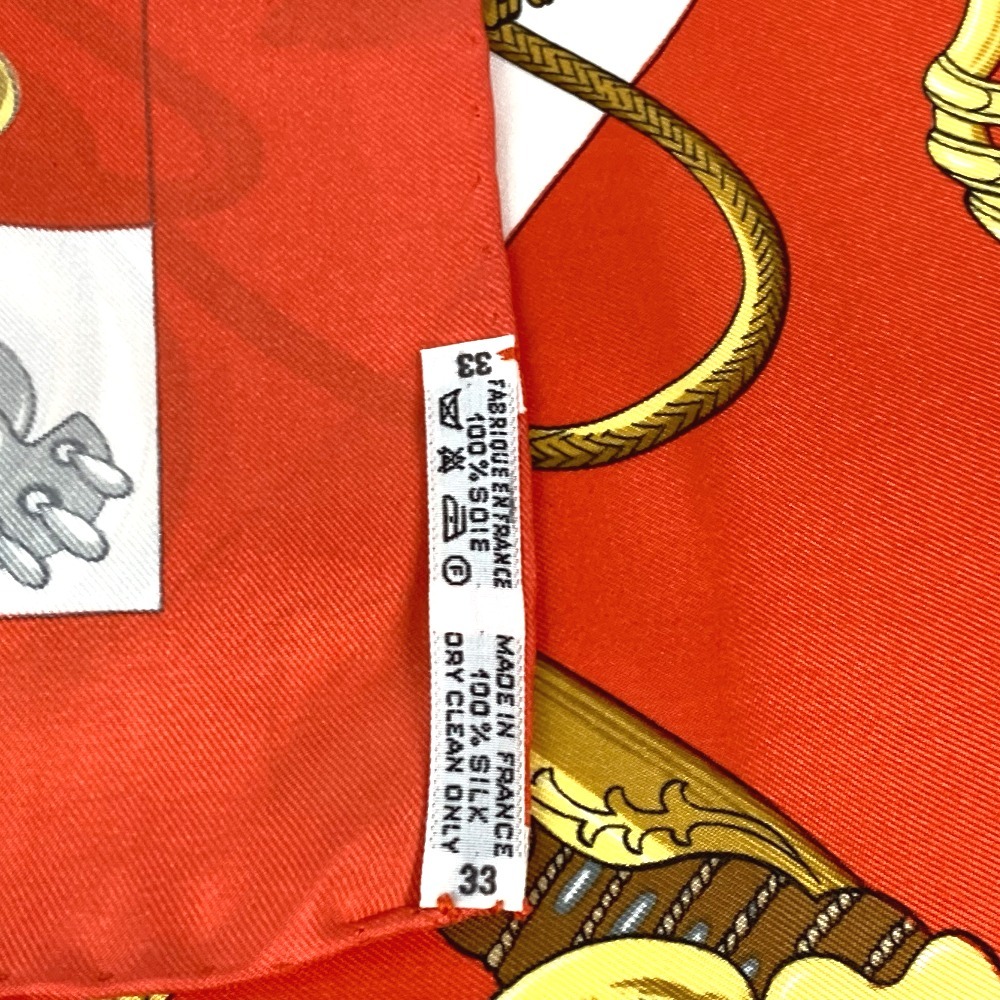 33
FABRIQUE EN FRANCE
100% SOIE
F
MADE IN FRANCE
100% SILK
DRY CLEAN ONLY
33